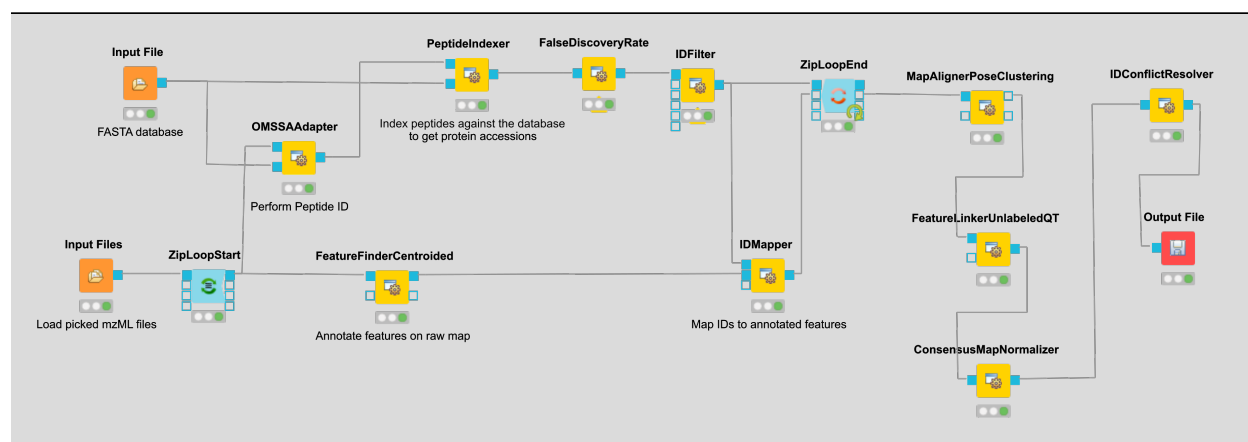 Input File
FASTA database
OMSSAAdapter
Perform Peptide ID
PeptideIndexer
Index peptides against the database
to get protein accessions
FalseDiscoveryRate
IDFilter
ZipLoopEnd
MapAlignerPoseClustering
IDConflictResolver
Input Files
Load picked mzML files
ZipLoopStart
FeatureFinderCentroided
Annotate features on raw map
IDMapper
Map IDs to annotated features
FeatureLinkerUnlabeledQT
Output File
ConsensusMapNormalizer